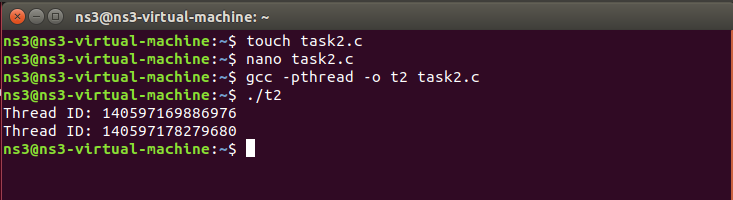 ns3@ns3-virtual-machine: ~
ns3@ns3-virtual-machine:~$ touch task2.c
ns3@ns3-virtual-machine:~$ nano task2.c
ns3@ns3-virtual-machine:~$ gcc -pthread -o t2 task2.c
ns3@ns3-virtual-machine:~$ ./t2
Thread ID: 140597169886976
Thread ID: 140597178279680
ns3@ns3-virtual-machine:~$